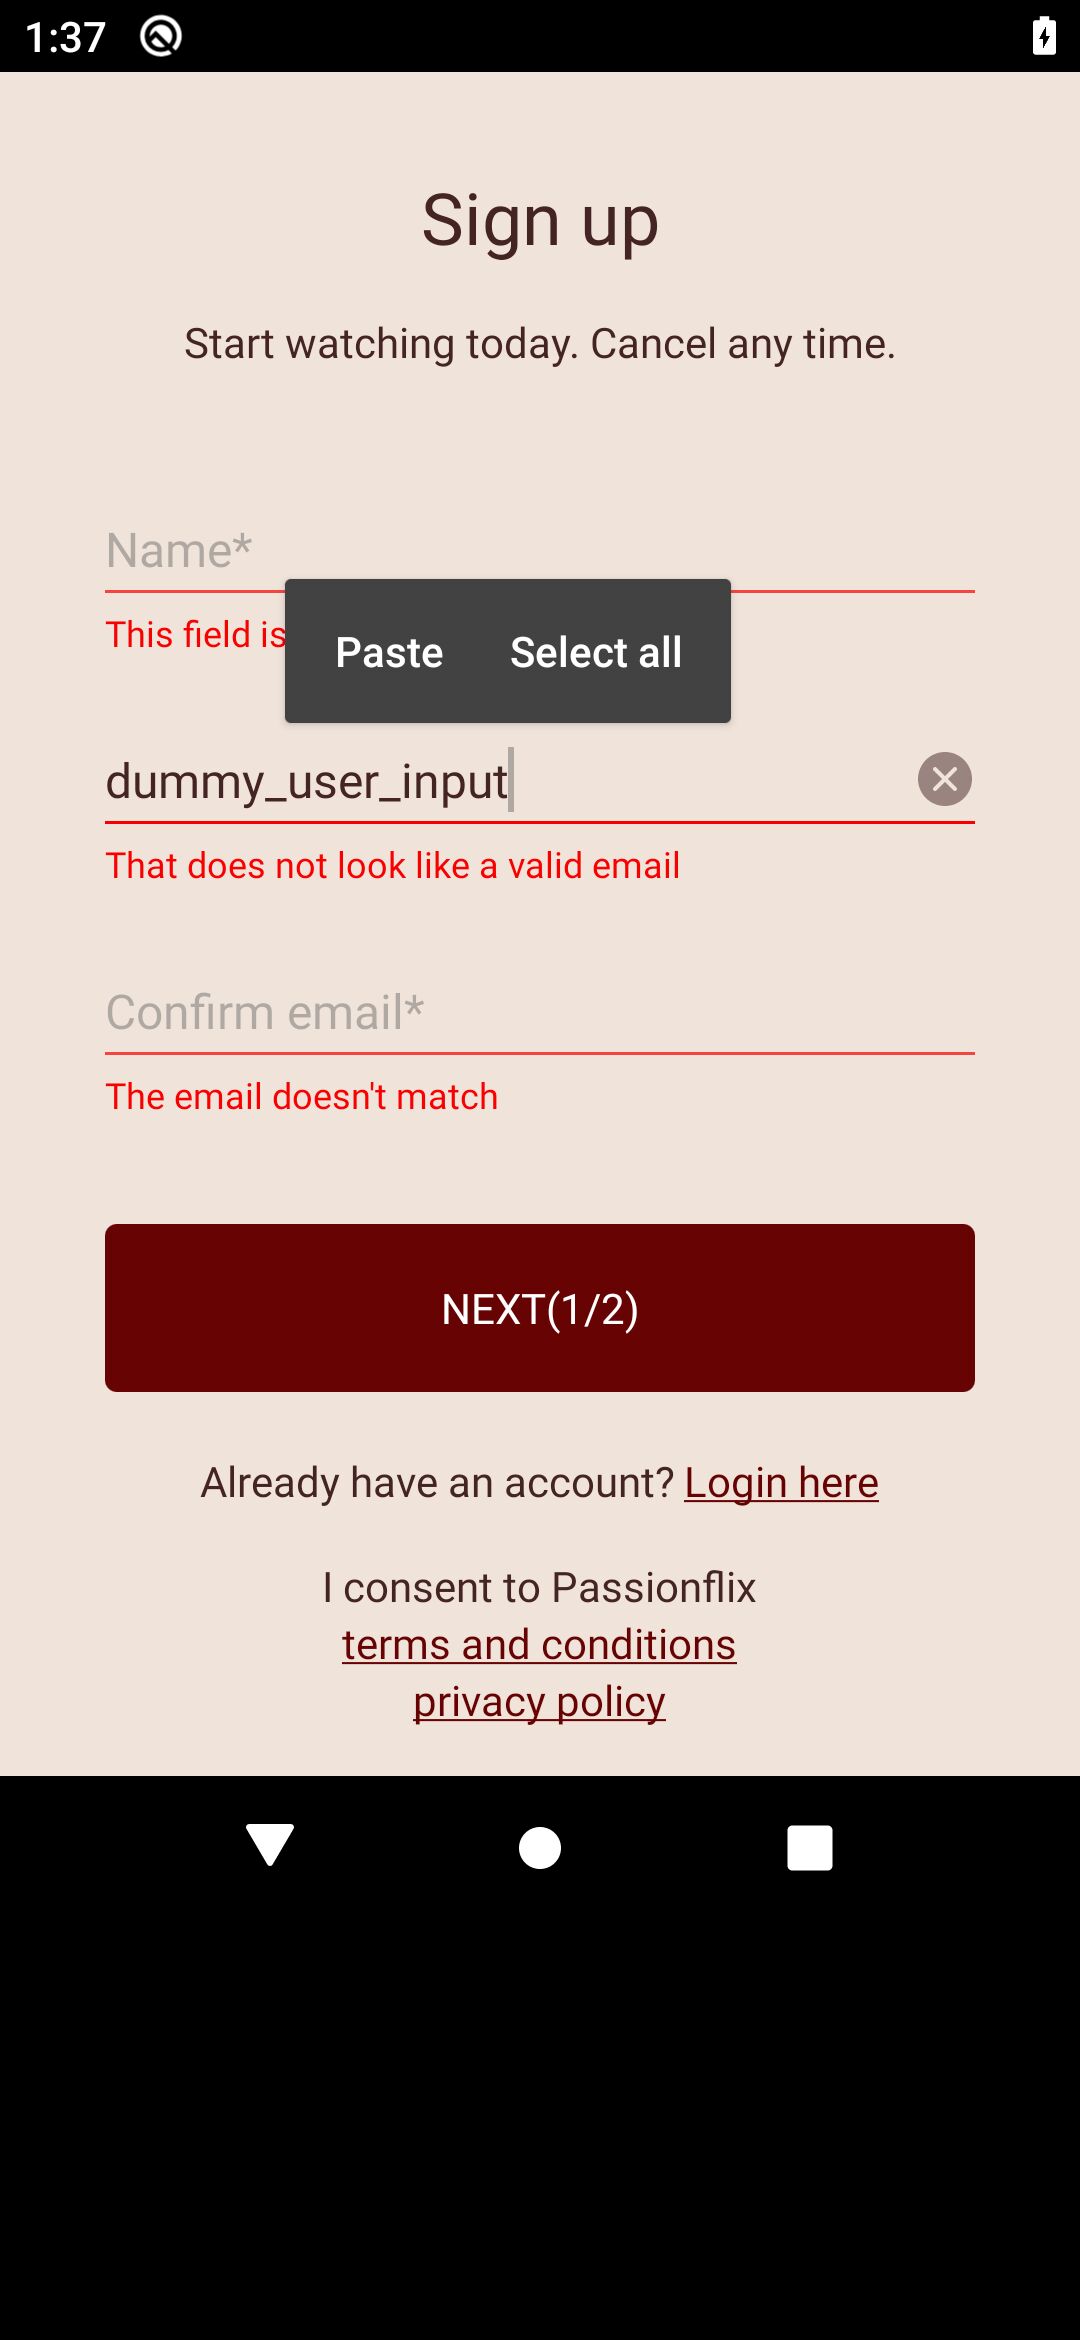 1:37
Sign up
Start watching today. Cancel any time.
Name*
This field is
Paste Select all
dummy_user_input
That does not look like a valid email
Confirm email*
The email doesn't match
NEXT(1/2)
Already have an account? Login here
I consent to Passionflix
terms and conditions
privacy policy